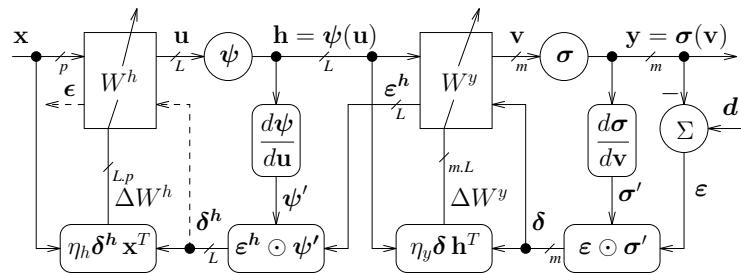 x u h = ψ(u) v y = σ(v)
p W^h L ψ L W^y m σ m
ϵ ε^h L − d
dψ/du dσ/dv Σ
L.p m.L
ΔW^h ψ′ ΔW^y σ′ ε
δ^h δ
η_h δ^h x^T L ε^h ⊙ ψ′ η_y δ h^T m ε ⊙ σ′